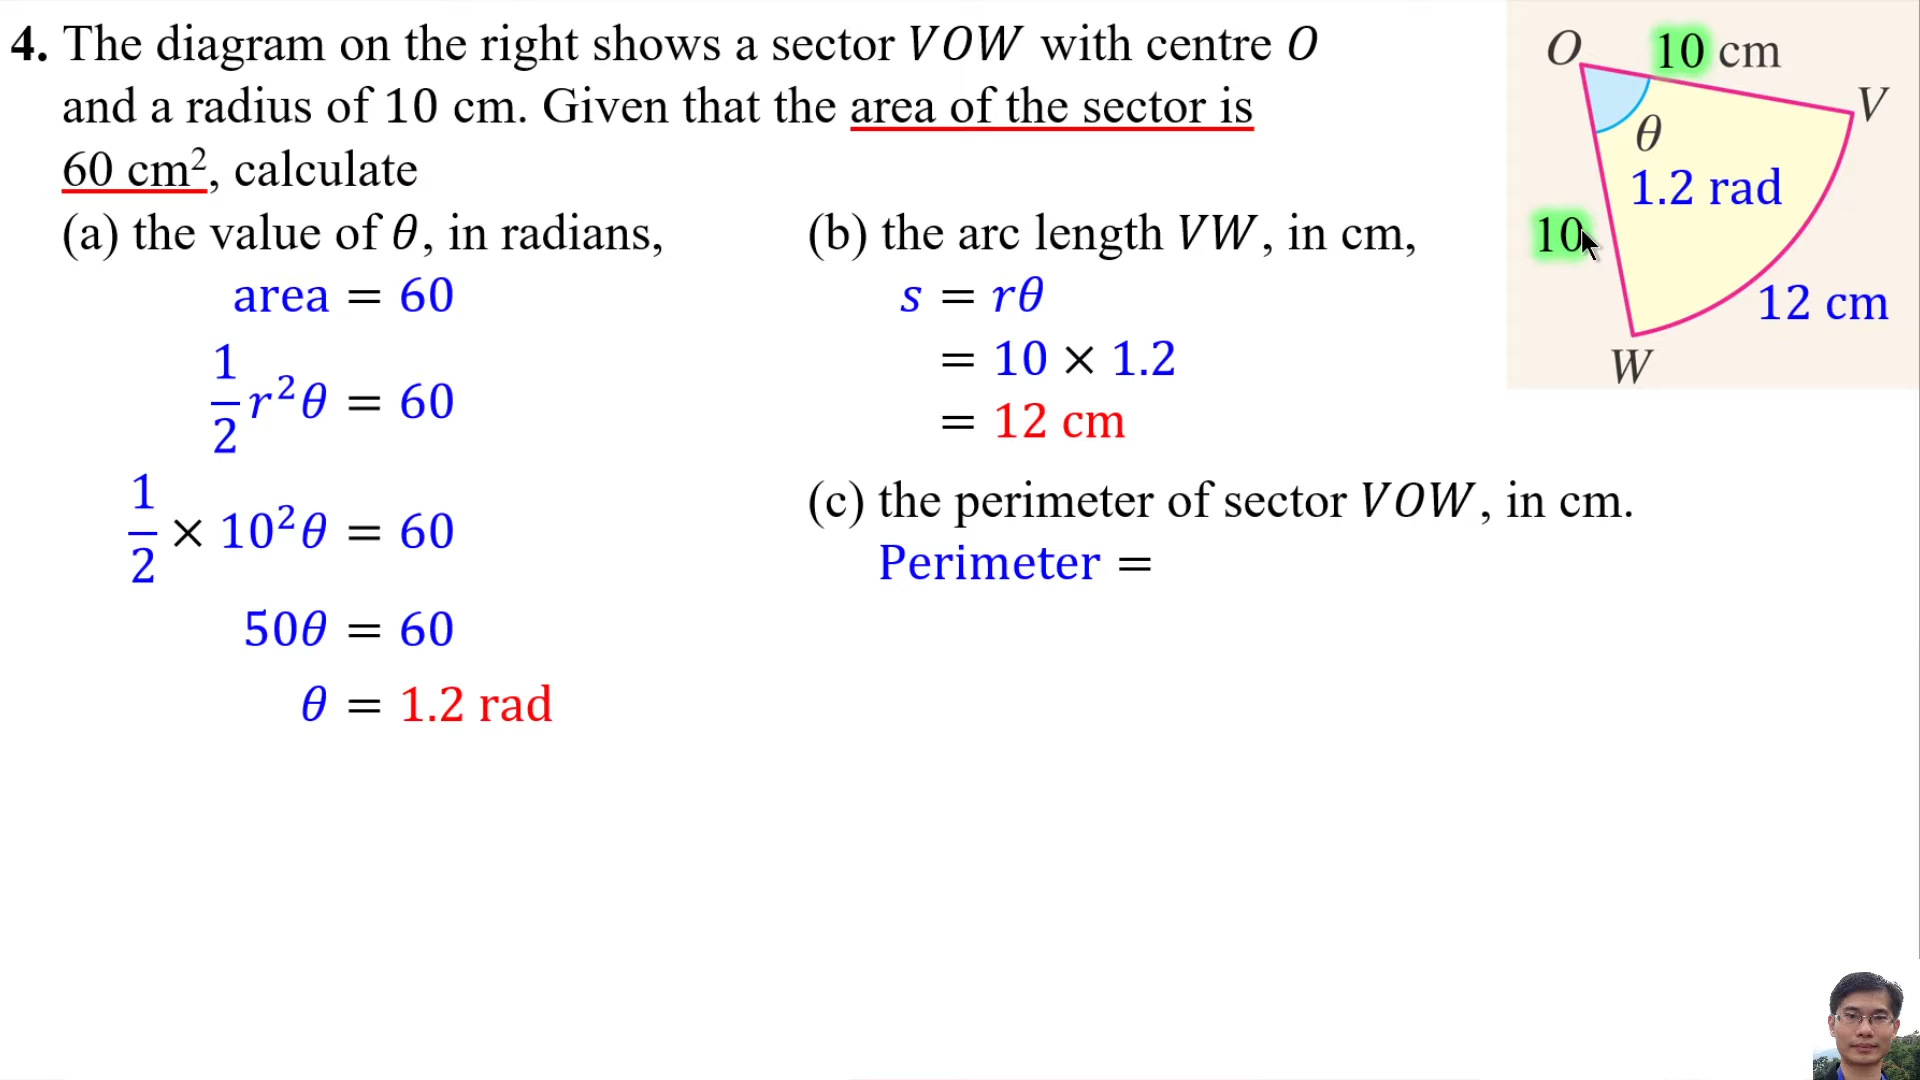 4. The diagram on the right shows a sector VOW with centre O
and a radius of 10 cm. Given that the area of the sector is
60 cm², calculate
(a) the value of θ, in radians,
area = 60
1/2 r²θ = 60
1/2 × 10²θ = 60
50θ = 60
θ = 1.2 rad
(b) the arc length VW, in cm,
s = rθ
= 10 × 1.2
= 12 cm
(c) the perimeter of sector VOW, in cm.
Perimeter =
O
10 cm
V
θ
1.2 rad
10
12 cm
W